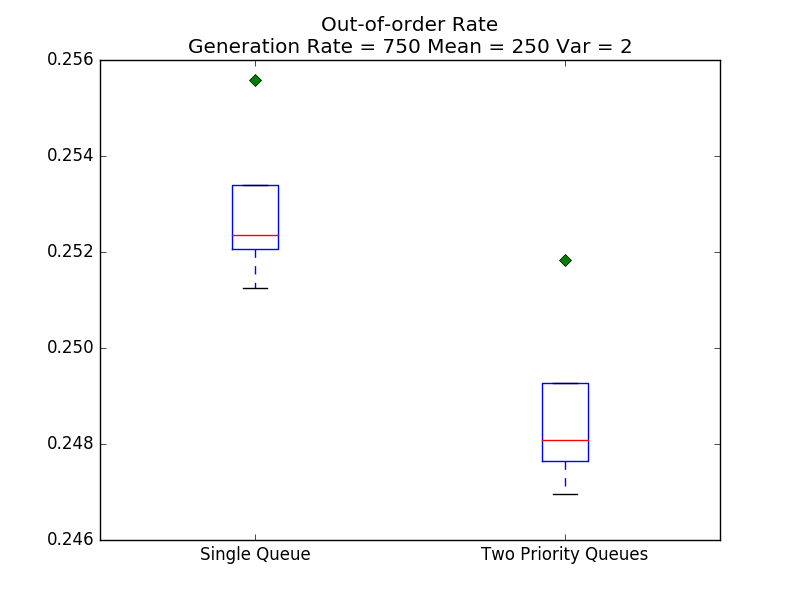 Out-of-order Rate
Generation Rate = 750 Mean = 250 Var = 2
0.256
0.254
0.252
0.250
0.248
0.246
Single Queue
Two Priority Queues